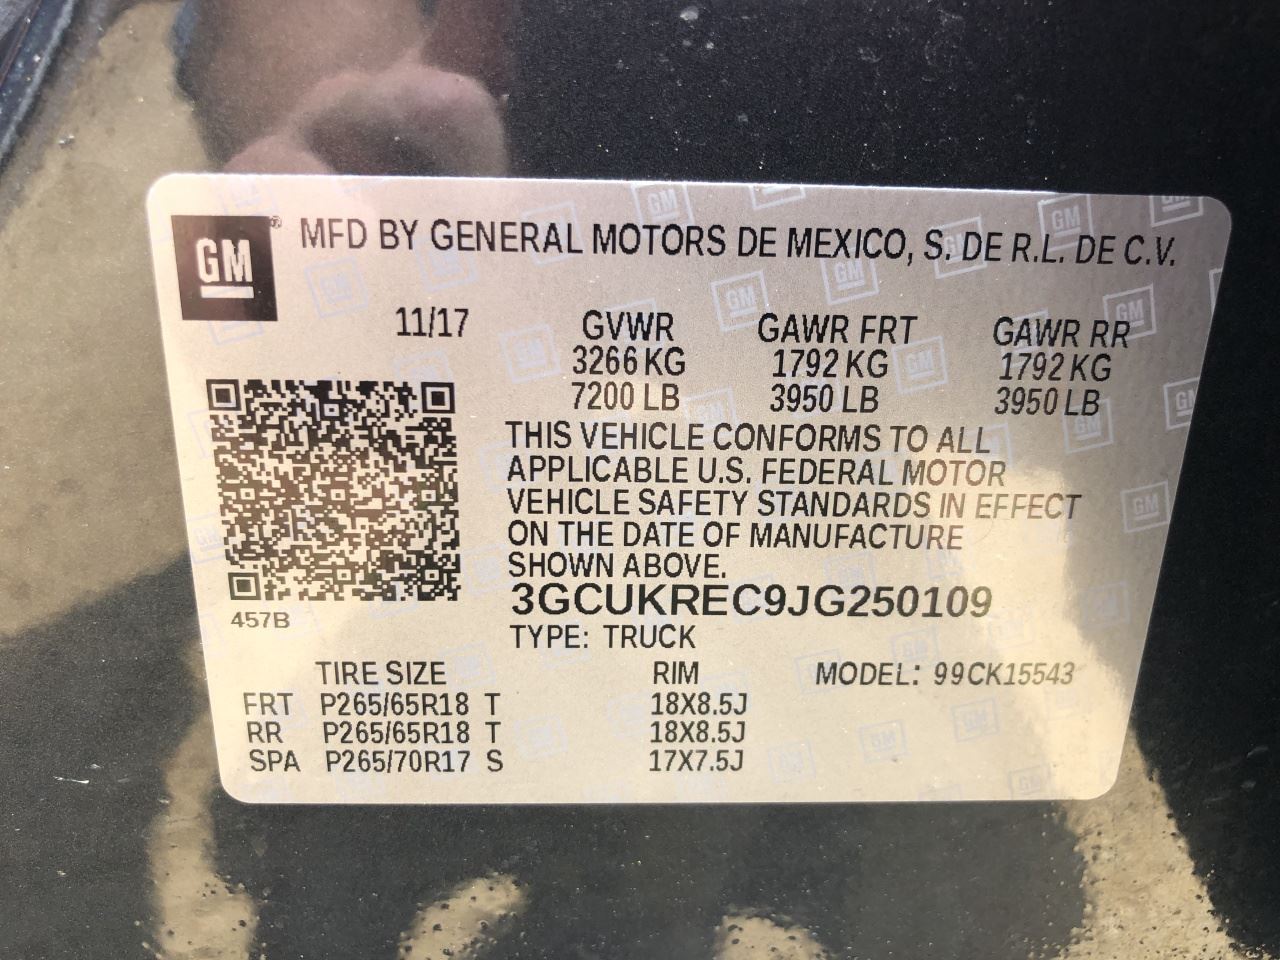 GM ® MFD BY GENERAL MOTORS DE MEXICO, S. DE R.L. DE C.V.
11/17 GVWR GAWR FRT GAWR RR
3266 KG 1792 KG 1792 KG
7200 LB 3950 LB 3950 LB
THIS VEHICLE CONFORMS TO ALL
APPLICABLE U.S. FEDERAL MOTOR
VEHICLE SAFETY STANDARDS IN EFFECT
ON THE DATE OF MANUFACTURE
SHOWN ABOVE.
3GCUKREC9JG250109
457B
TYPE: TRUCK
TIRE SIZE RIM MODEL: 99CK15543
FRT P265/65R18 T 18X8.5J
RR P265/65R18 T 18X8.5J
SPA P265/70R17 S 17X7.5J